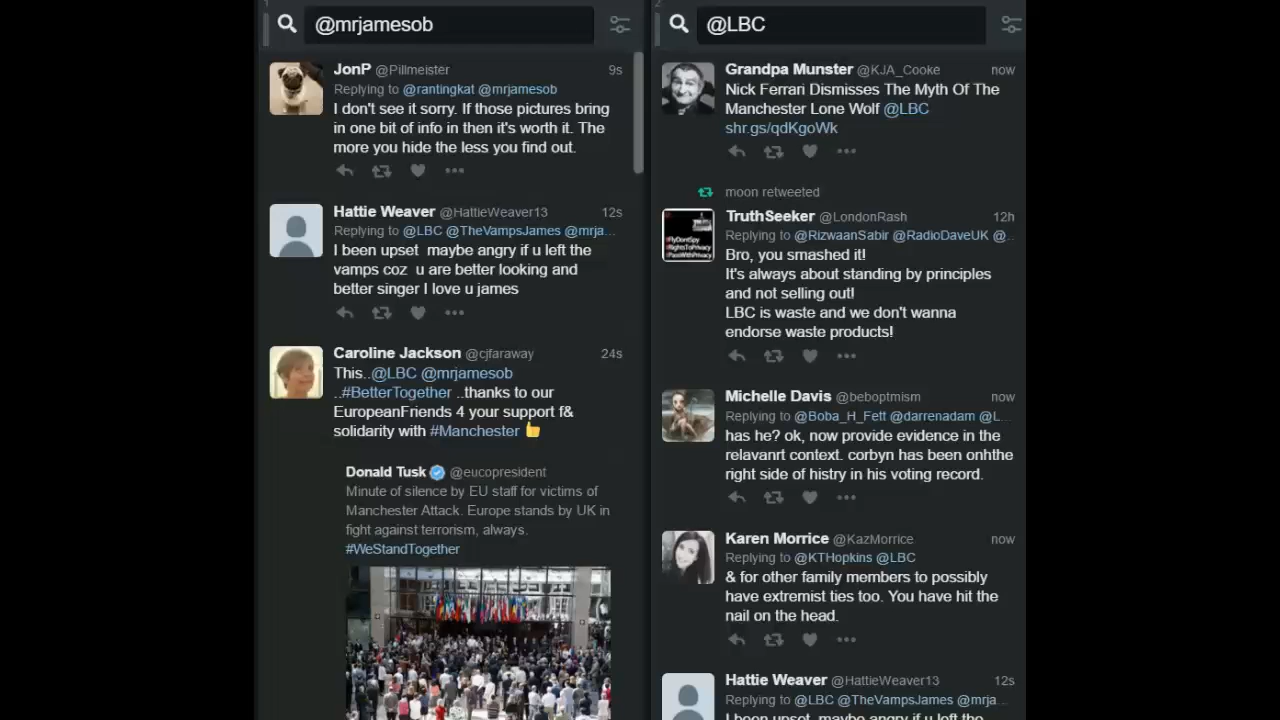 1
@mrjamesob
JonP @Pillmeister 9s
Replying to @rantingkat @mrjamesob
I don't see it sorry. If those pictures bring
in one bit of info in then it's worth it. The
more you hide the less you find out.
Hattie Weaver @HattieWeaver13 12s
Replying to @LBC @TheVampsJames @mrja...
I been upset maybe angry if u left the
vamps coz u are better looking and
better singer I love u james
Caroline Jackson @cjfaraway 24s
This..@LBC @mrjamesob
..#BetterTogether ..thanks to our
EuropeanFriends 4 your support f&
solidarity with #Manchester 👍
Donald Tusk @eucopresident
Minute of silence by EU staff for victims of
Manchester Attack. Europe stands by UK in
fight against terrorism, always.
#WeStandTogether
2
@LBC
Grandpa Munster @KJA_Cooke now
Nick Ferrari Dismisses The Myth Of The
Manchester Lone Wolf @LBC
shr.gs/qdKgoWk
moon retweeted
TruthSeeker @LondonRash 12h
Replying to @RizwaanSabir @RadioDaveUK @...
Bro, you smashed it!
It's always about standing by principles
and not selling out!
LBC is waste and we don't wanna
endorse waste products!
Michelle Davis @beboptmism now
Replying to @Boba_H_Fett @darrenadam @L...
has he? ok, now provide evidence in the
relavanrt context. corbyn has been onhthe
right side of histry in his voting record.
Karen Morrice @KazMorrice now
Replying to @KTHopkins @LBC
& for other family members to possibly
have extremist ties too. You have hit the
nail on the head.
Hattie Weaver @HattieWeaver13 12s
Replying to @LBC @TheVampsJames @mrja...
I been upset maybe angry if u left the